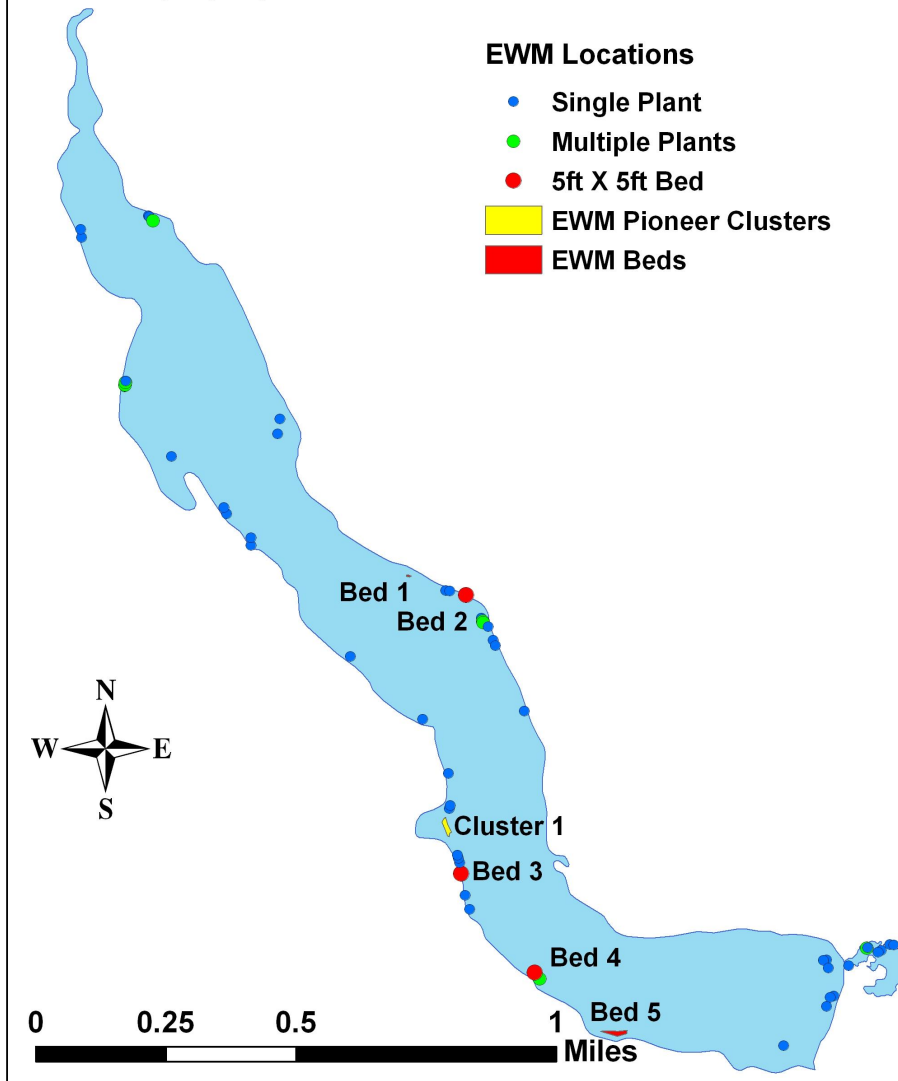 EWM Locations
Single Plant
Multiple Plants
5ft X 5ft Bed
EWM Pioneer Clusters
EWM Beds
Bed 1
Bed 2
N
W E
S
Cluster 1
Bed 3
Bed 4
Bed 5
0 0.25 0.5 1
Miles